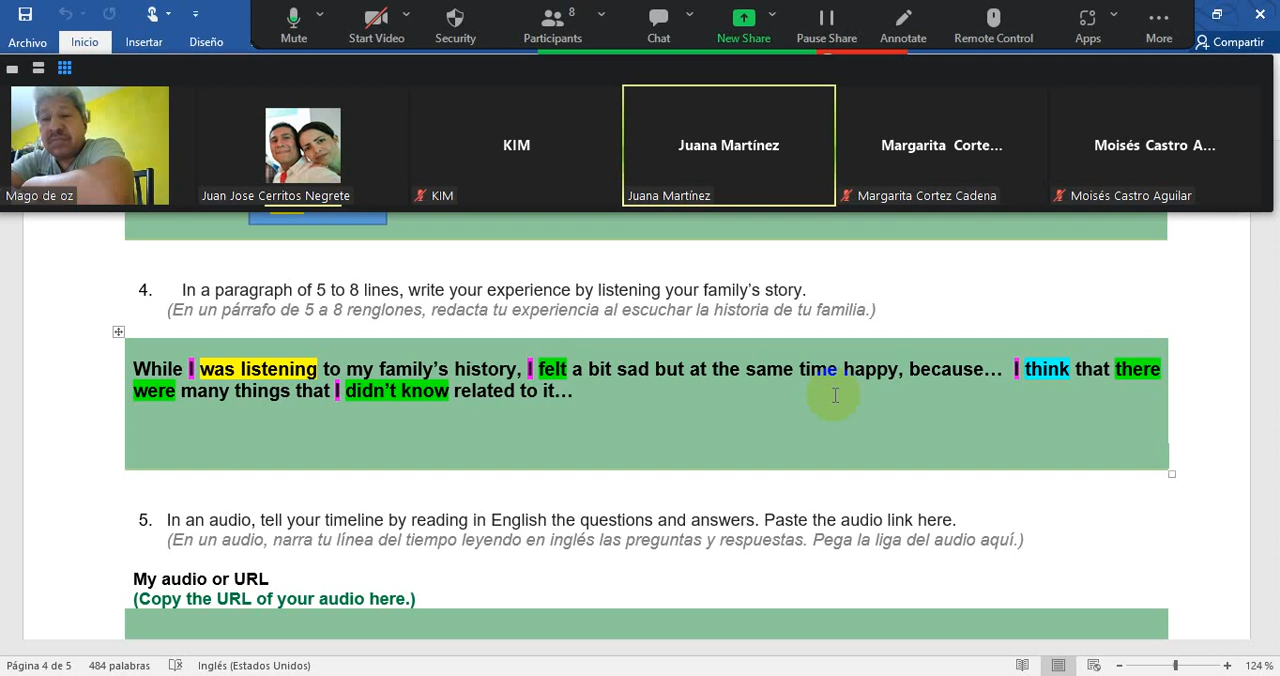 Archivo Inicio Insertar Diseño
Mute Start Video Security Participants 8 Chat New Share Pause Share Annotate Remote Control Apps More
Compartir
KIM Juana Martínez Margarita Corte... Moisés Castro A...
Mago de oz Juan Jose Cerritos Negrete KIM Juana Martínez Margarita Cortez Cadena Moisés Castro Aguilar
4. In a paragraph of 5 to 8 lines, write your experience by listening your family's story.
(En un párrafo de 5 a 8 renglones, redacta tu experiencia al escuchar la historia de tu familia.)
While I was listening to my family's history, I felt a bit sad but at the same time happy, because... I think that there
were many things that I didn't know related to it...
5. In an audio, tell your timeline by reading in English the questions and answers. Paste the audio link here.
(En un audio, narra tu línea del tiempo leyendo en inglés las preguntas y respuestas. Pega la liga del audio aquí.)
My audio or URL
(Copy the URL of your audio here.)
Página 4 de 5 484 palabras Inglés (Estados Unidos) 124 %